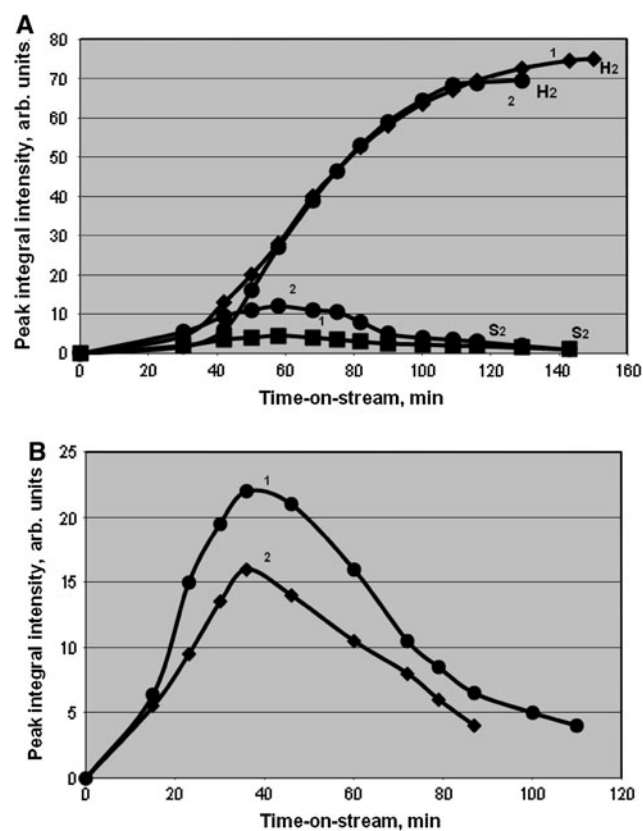 A
Peak integral intensity, arb. units
80
70
60
50
40
30
20
10
0
1
H2
2
H2
2
1
S2
S2
0 20 40 60 80 100 120 140 160
Time-on-stream, min
B
Peak integral intensity, arb. units
25
20
15
10
5
0
1
2
0 20 40 60 80 100 120
Time-on-stream, min